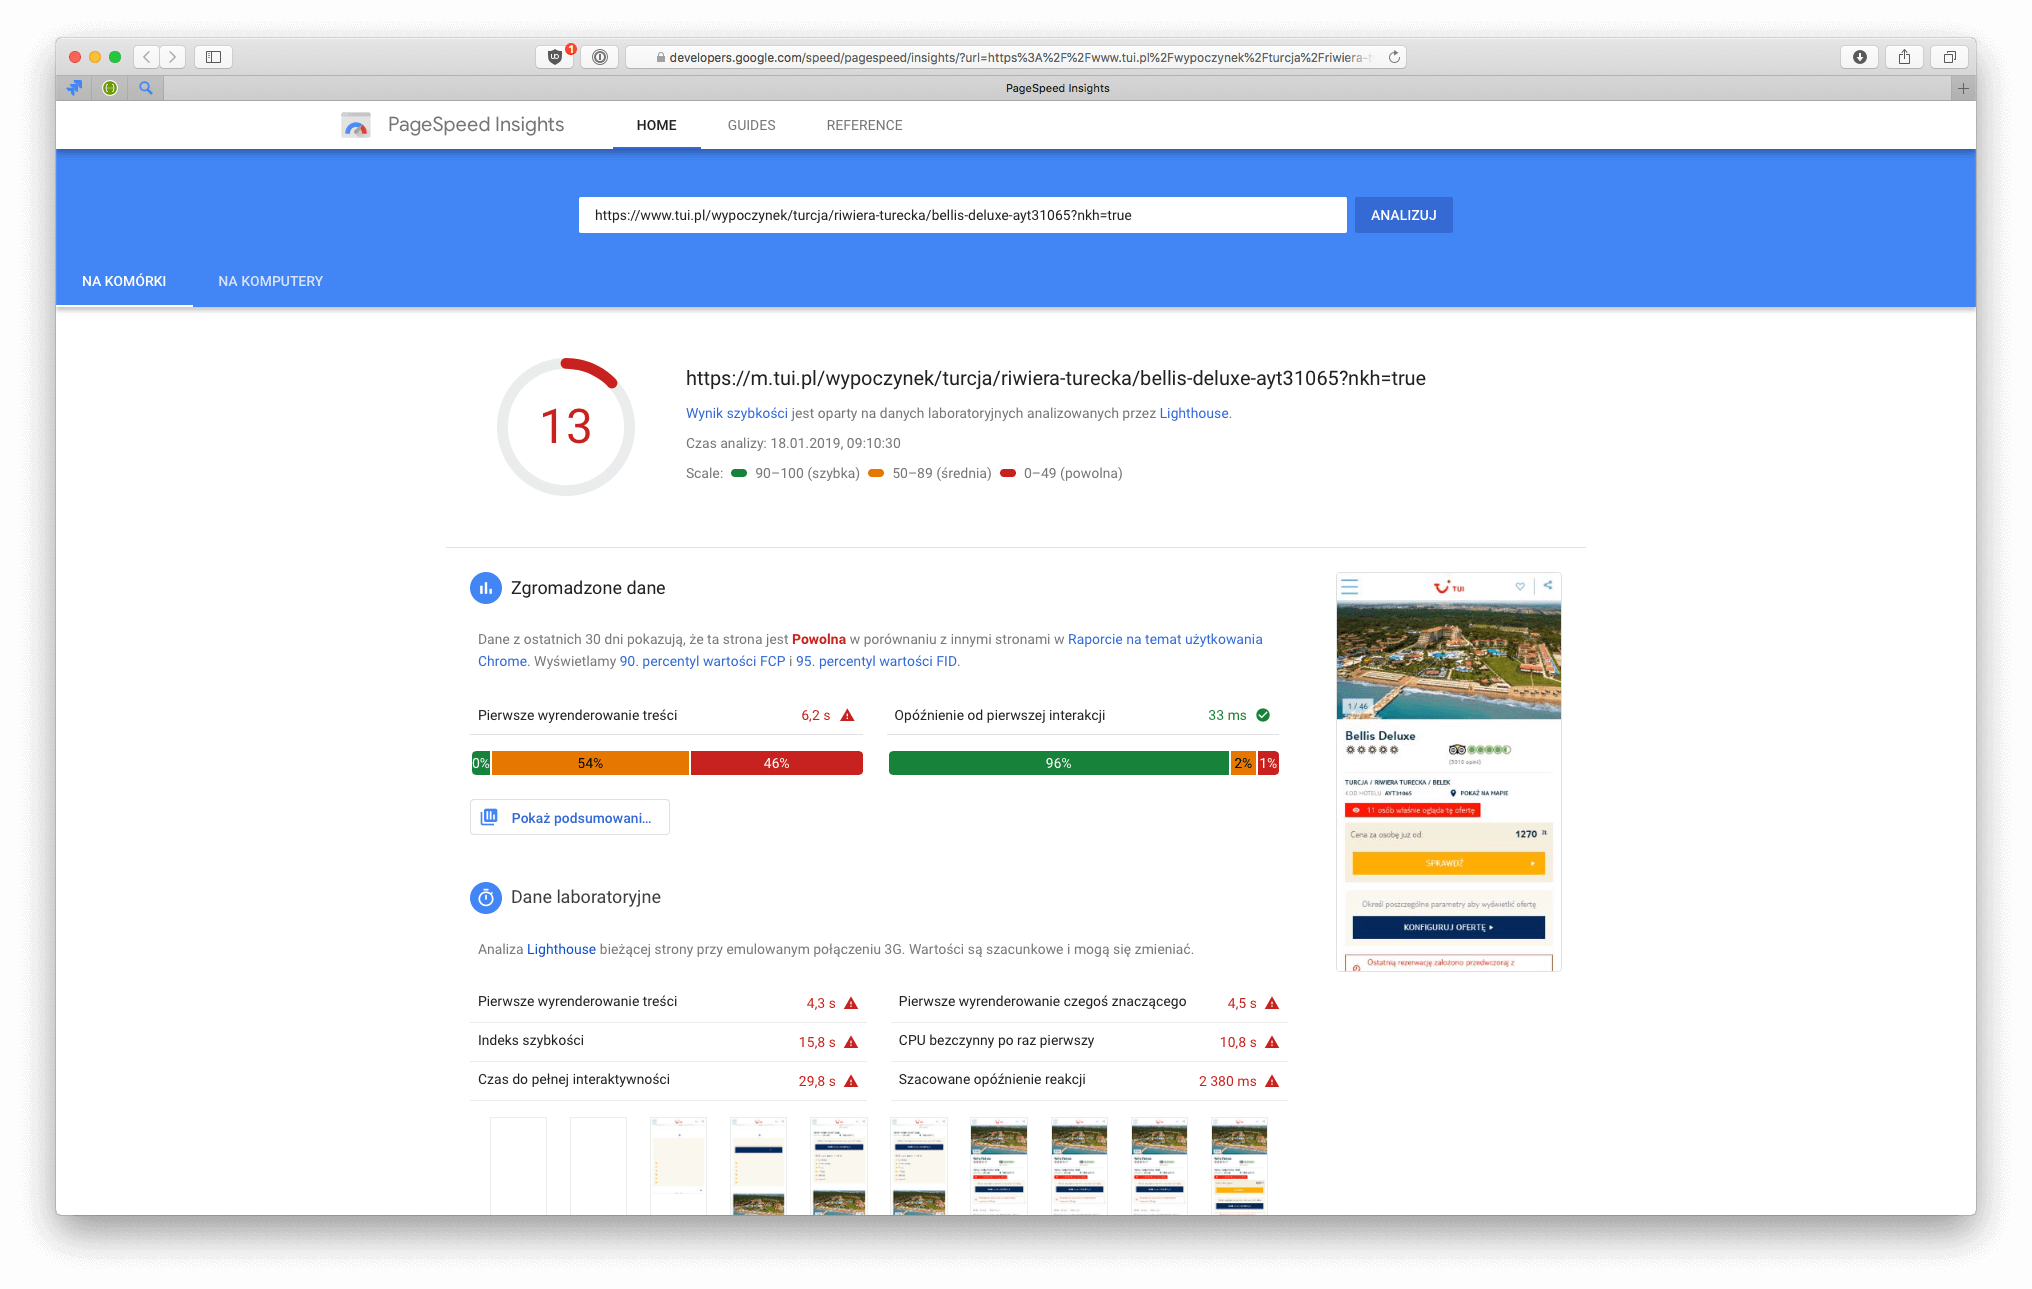 1
developers.google.com/speed/pagespeed/insights/?url=https%3A%2F%2Fwww.tui.pl%2Fwypoczynek%2Fturcja%2Friwiera-t
PageSpeed Insights
PageSpeed Insights HOME GUIDES REFERENCE
https://www.tui.pl/wypoczynek/turcja/riwiera-turecka/bellis-deluxe-ayt31065?nkh=true ANALIZUJ
NA KOMÓRKI NA KOMPUTERY
13
https://m.tui.pl/wypoczynek/turcja/riwiera-turecka/bellis-deluxe-ayt31065?nkh=true
Wynik szybkości jest oparty na danych laboratoryjnych analizowanych przez Lighthouse.
Czas analizy: 18.01.2019, 09:10:30
Scale: 90–100 (szybka) 50–89 (średnia) 0–49 (powolna)
Zgromadzone dane
Dane z ostatnich 30 dni pokazują, że ta strona jest Powolna w porównaniu z innymi stronami w Raporcie na temat użytkowania
Chrome. Wyświetlamy 90. percentyl wartości FCP i 95. percentyl wartości FID.
Pierwsze wyrenderowanie treści 6,2 s Opóźnienie od pierwszej interakcji 33 ms
0% 54% 46% 96% 2% 1%
Pokaż podsumowani...
TUI
1 / 46
Bellis Deluxe
TURCJA / RIWIERA TURECKA / BELEK
KOD HOTELU AYT31065 POKAŻ NA MAPIE
11 osób właśnie ogląda tę ofertę
Cena za osobę już od: 1270 zł
SPRAWDŹ
Określ poszczególne parametry aby wyświetlić ofertę
KONFIGURUJ OFERTĘ
Ostatnią rezerwację założono przedwczoraj z
Dane laboratoryjne
Analiza Lighthouse bieżącej strony przy emulowanym połączeniu 3G. Wartości są szacunkowe i mogą się zmieniać.
Pierwsze wyrenderowanie treści 4,3 s Pierwsze wyrenderowanie czegoś znaczącego 4,5 s
Indeks szybkości 15,8 s CPU bezczynny po raz pierwszy 10,8 s
Czas do pełnej interaktywności 29,8 s Szacowane opóźnienie reakcji 2 380 ms